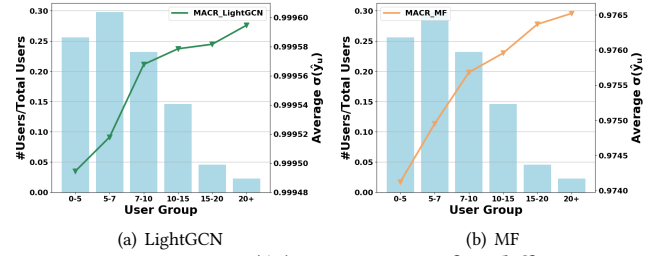 MACR_LightGCN
#Users/Total Users
0.30
0.25
0.20
0.15
0.10
0.05
0.00
0-5 5-7 7-10 10-15 15-20 20+
User Group
0.99960
0.99958
0.99956
0.99954
0.99952
0.99950
0.99948
Average σ(ŷᵤ)
(a) LightGCN
MACR_MF
#Users/Total Users
0.30
0.25
0.20
0.15
0.10
0.05
0.00
0-5 5-7 7-10 10-15 15-20 20+
User Group
0.9765
0.9760
0.9755
0.9750
0.9745
0.9740
Average σ(ŷᵤ)
(b) MF